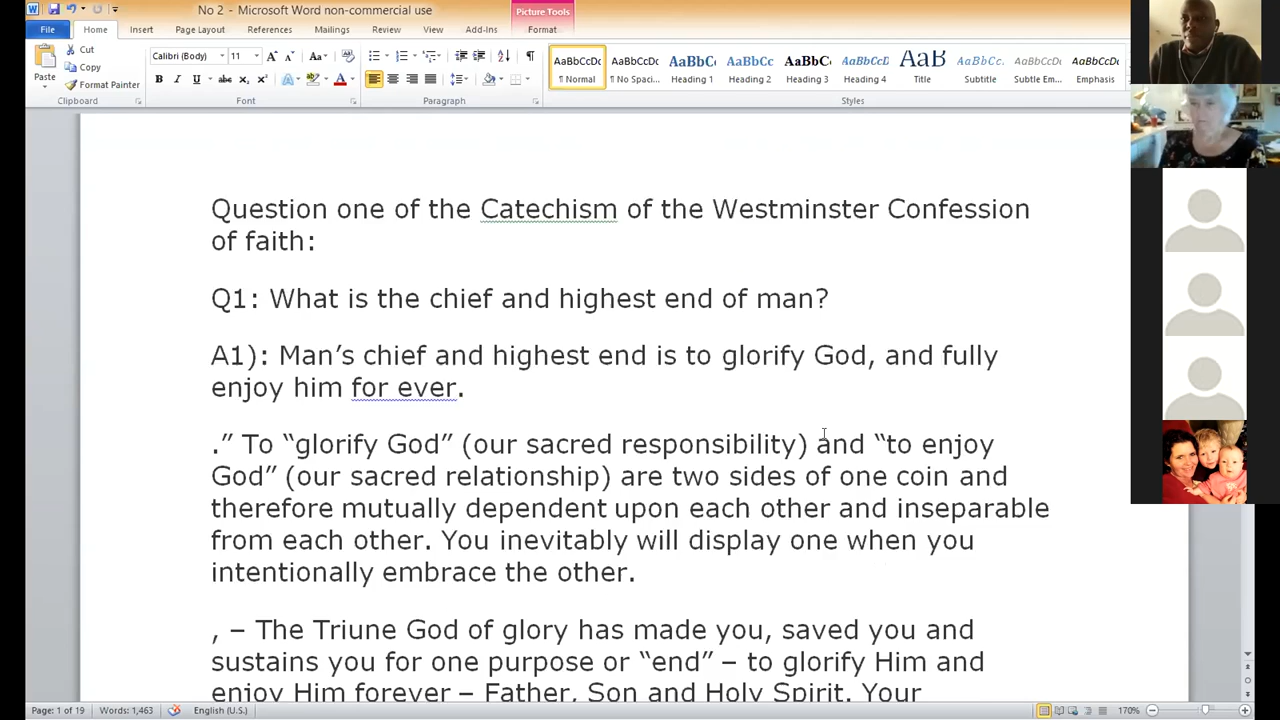 No 2 - Microsoft Word non-commercial use
Picture Tools
File Home Insert Page Layout References Mailings Review View Add-Ins Format
Paste
Cut
Copy
Format Painter
Clipboard
Calibri (Body) 11
Font
Paragraph
AaBbCcDc AaBbCcDc AaBbC AaBbCc AaBbCc AaBbCcD AaB AaBbCc. AaBbCcD AaBbCcD
¶ Normal ¶ No Spaci... Heading 1 Heading 2 Heading 3 Heading 4 Title Subtitle Subtle Em... Emphasis
Styles
Question one of the Catechism of the Westminster Confession
of faith:
Q1: What is the chief and highest end of man?
A1): Man’s chief and highest end is to glorify God, and fully
enjoy him for ever.
.” To “glorify God” (our sacred responsibility) and “to enjoy
God” (our sacred relationship) are two sides of one coin and
therefore mutually dependent upon each other and inseparable
from each other. You inevitably will display one when you
intentionally embrace the other.
, – The Triune God of glory has made you, saved you and
sustains you for one purpose or “end” – to glorify Him and
enjoy Him forever – Father, Son and Holy Spirit. Your
Page: 1 of 19 Words: 1,463 English (U.S.) 170%